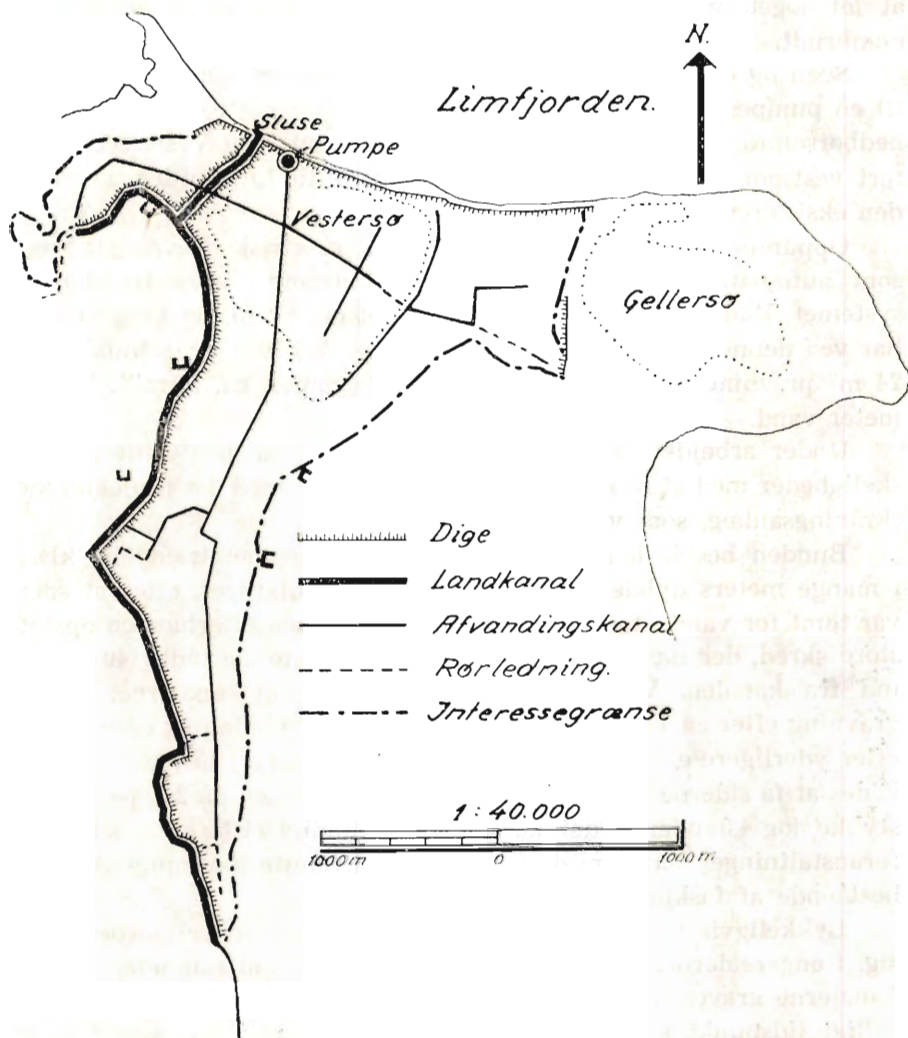 N.
Limfjorden.
Sluse
Pumpe
Vestersø
Gellersø
Dige
Landkanal
Afvandingskanal
Rørledning.
Interessegrænse
1:40.000
1000 m 0 1000 m.